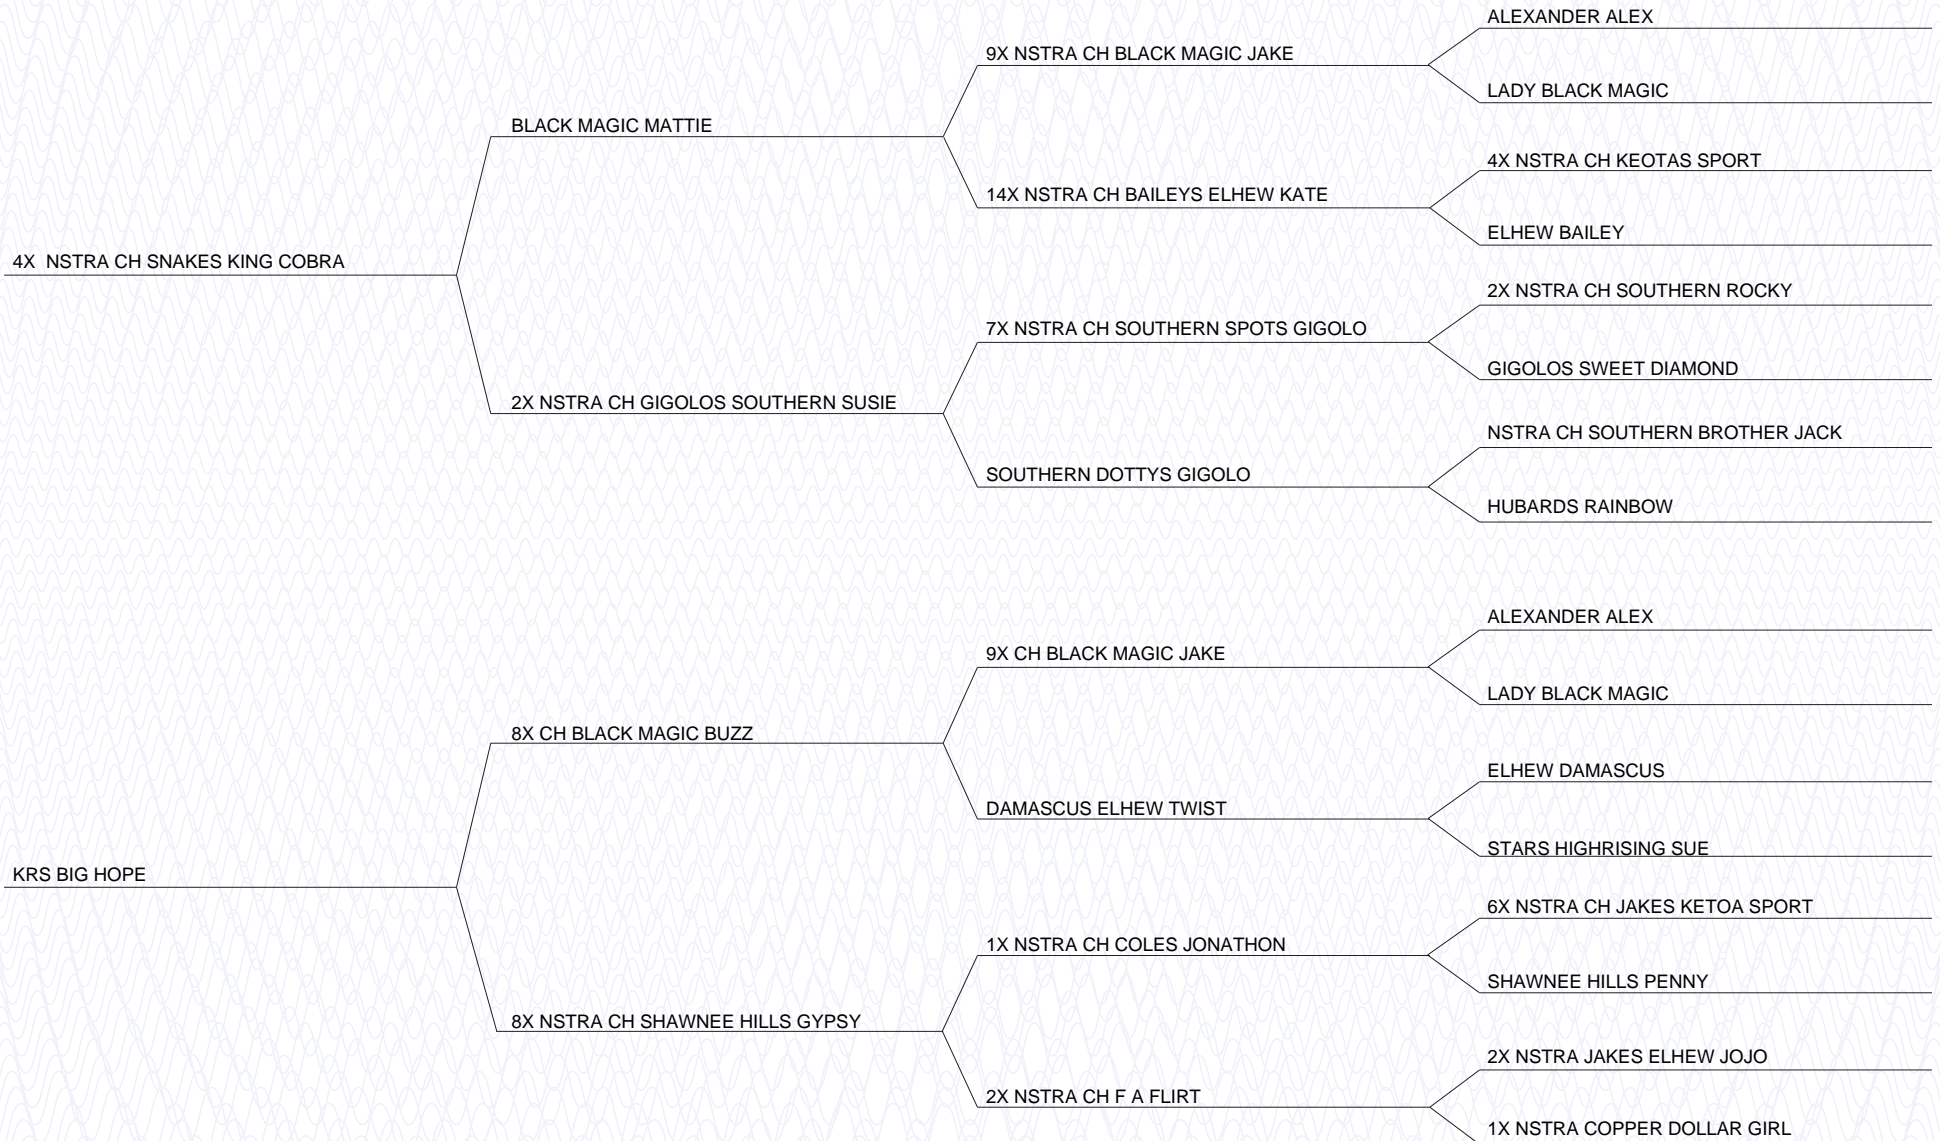 ALEXANDER ALEX
9X NSTRA CH BLACK MAGIC JAKE
LADY BLACK MAGIC
BLACK MAGIC MATTIE
4X NSTRA CH KEOTAS SPORT
14X NSTRA CH BAILEYS ELHEW KATE
ELHEW BAILEY
4X  NSTRA CH SNAKES KING COBRA
2X NSTRA CH SOUTHERN ROCKY
7X NSTRA CH SOUTHERN SPOTS GIGOLO
GIGOLOS SWEET DIAMOND
2X NSTRA CH GIGOLOS SOUTHERN SUSIE
NSTRA CH SOUTHERN BROTHER JACK
SOUTHERN DOTTYS GIGOLO
HUBARDS RAINBOW
ALEXANDER ALEX
9X CH BLACK MAGIC JAKE
LADY BLACK MAGIC
8X CH BLACK MAGIC BUZZ
ELHEW DAMASCUS
DAMASCUS ELHEW TWIST
STARS HIGHRISING SUE
KRS BIG HOPE
6X NSTRA CH JAKES KETOA SPORT
1X NSTRA CH COLES JONATHON
SHAWNEE HILLS PENNY
8X NSTRA CH SHAWNEE HILLS GYPSY
2X NSTRA JAKES ELHEW JOJO
2X NSTRA CH F A FLIRT
1X NSTRA COPPER DOLLAR GIRL